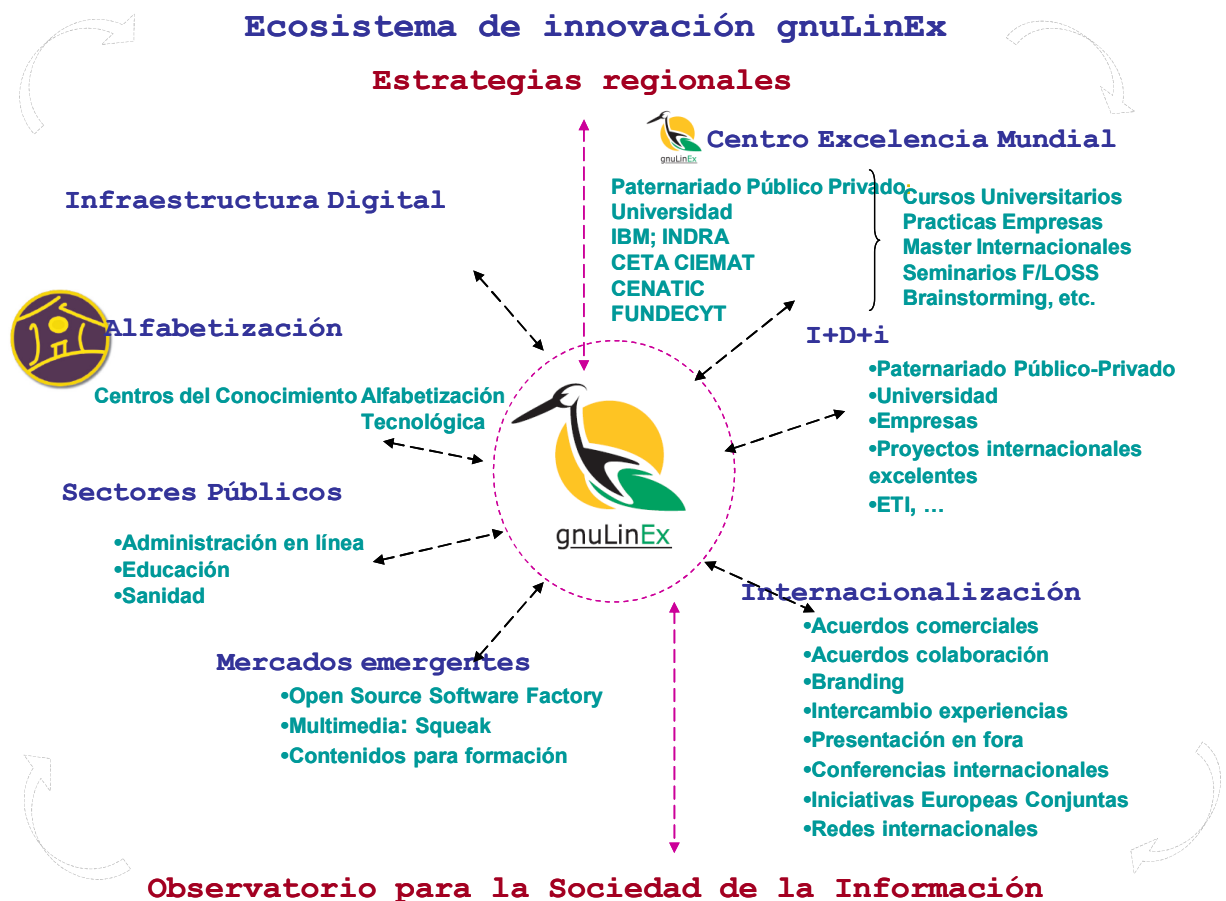 Ecosistema de innovación gnuLinEx
Estrategias regionales
gnuLinEx
Centro Excelencia Mundial
Paternariado Público Privado:
Universidad
IBM; INDRA
CETA CIEMAT
CENATIC
FUNDECYT
Cursos Universitarios
Practicas Empresas
Master Internacionales
Seminarios F/LOSS
Brainstorming, etc.
Infraestructura Digital
Alfabetización
Centros del Conocimiento Alfabetización
Tecnológica
I+D+i
•Paternariado Público-Privado
•Universidad
•Empresas
•Proyectos internacionales
excelentes
•ETI, …
gnuLinEx
Sectores Públicos
•Administración en línea
•Educación
•Sanidad
Internacionalización
•Acuerdos comerciales
•Acuerdos colaboración
•Branding
•Intercambio experiencias
•Presentación en fora
•Conferencias internacionales
•Iniciativas Europeas Conjuntas
•Redes internacionales
Mercados emergentes
•Open Source Software Factory
•Multimedia: Squeak
•Contenidos para formación
Observatorio para la Sociedad de la Información